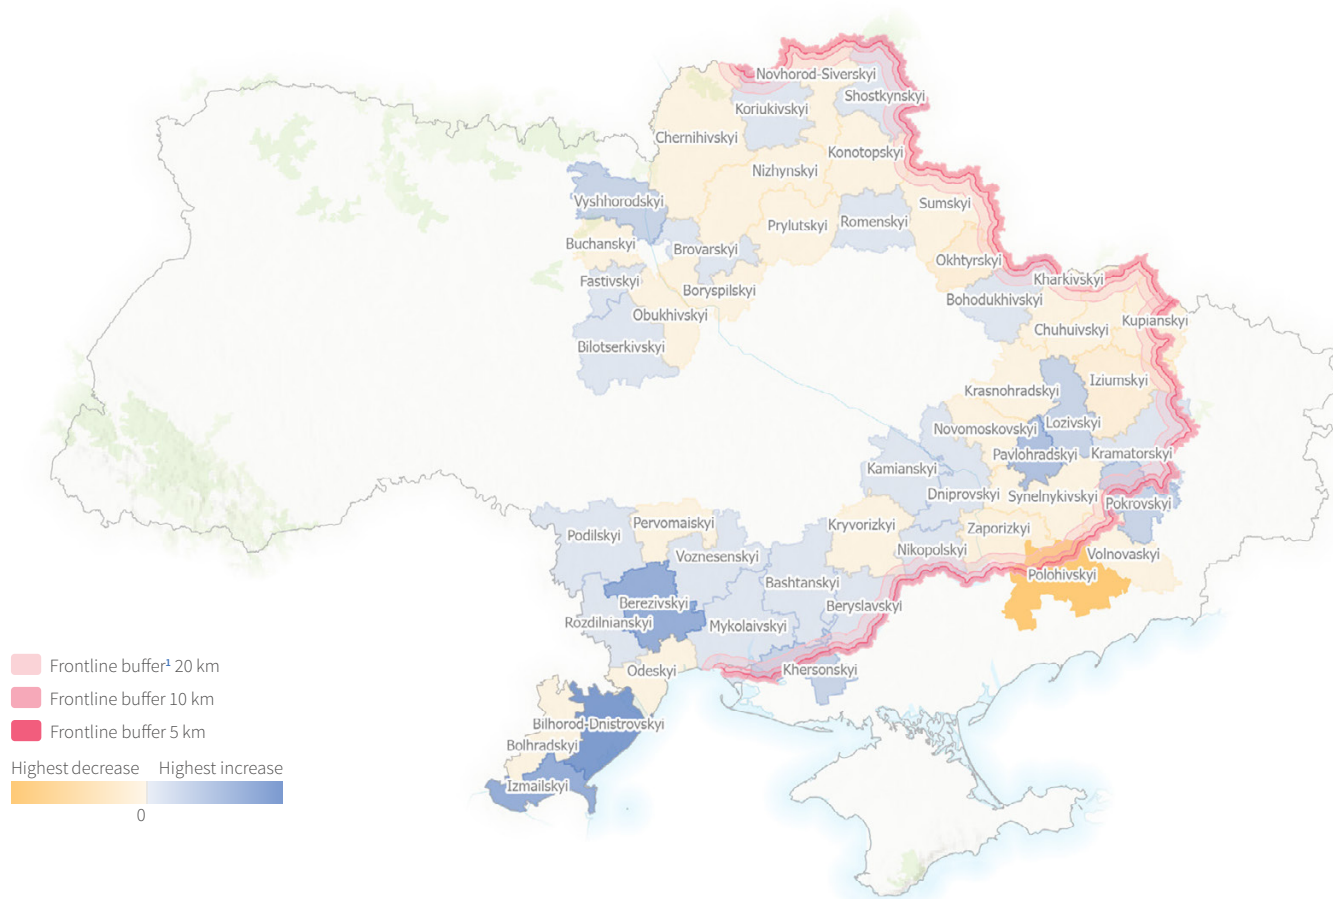 Novhorod-Siverskyi
Shostkynskyi
Koriukivskyi
Chernihivskyi
Konotopskyi
Nizhynskyi
Vyshhorodskyi
Sumskyi
Romenskyi
Prylutskyi
Buchanskyi
Brovarskyi
Okhtyrskyi
Fastivskyi
Kharkivskyi
Boryspilskyi
Bohodukhivskyi
Obukhivskyi
Kupianskyi
Chuhuivskyi
Bilotserkivskyi
Iziumskyi
Krasnohradskyi
Lozivskyi
Novomoskovskyi
Pavlohradskyi
Kramatorskyi
Kamianskyi
Dniprovskyi
Synelnykivskyi
Pokrovskyi
Pervomaiskyi
Kryvorizkyi
Zaporizkyi
Podilskyi
Nikopolskyi
Voznesenskyi
Volnovaskyi
Polohivskyi
Bashtanskyi
Berezivskyi
Beryslavskyi
Rozdilnianskyi
Mykolaivskyi
Odeskyi
Khersonskyi
Bilhorod-Dnistrovskyi
Bolhradskyi
Izmailskyi
Frontline buffer¹ 20 km
Frontline buffer 10 km
Frontline buffer 5 km
Highest decrease Highest increase
0